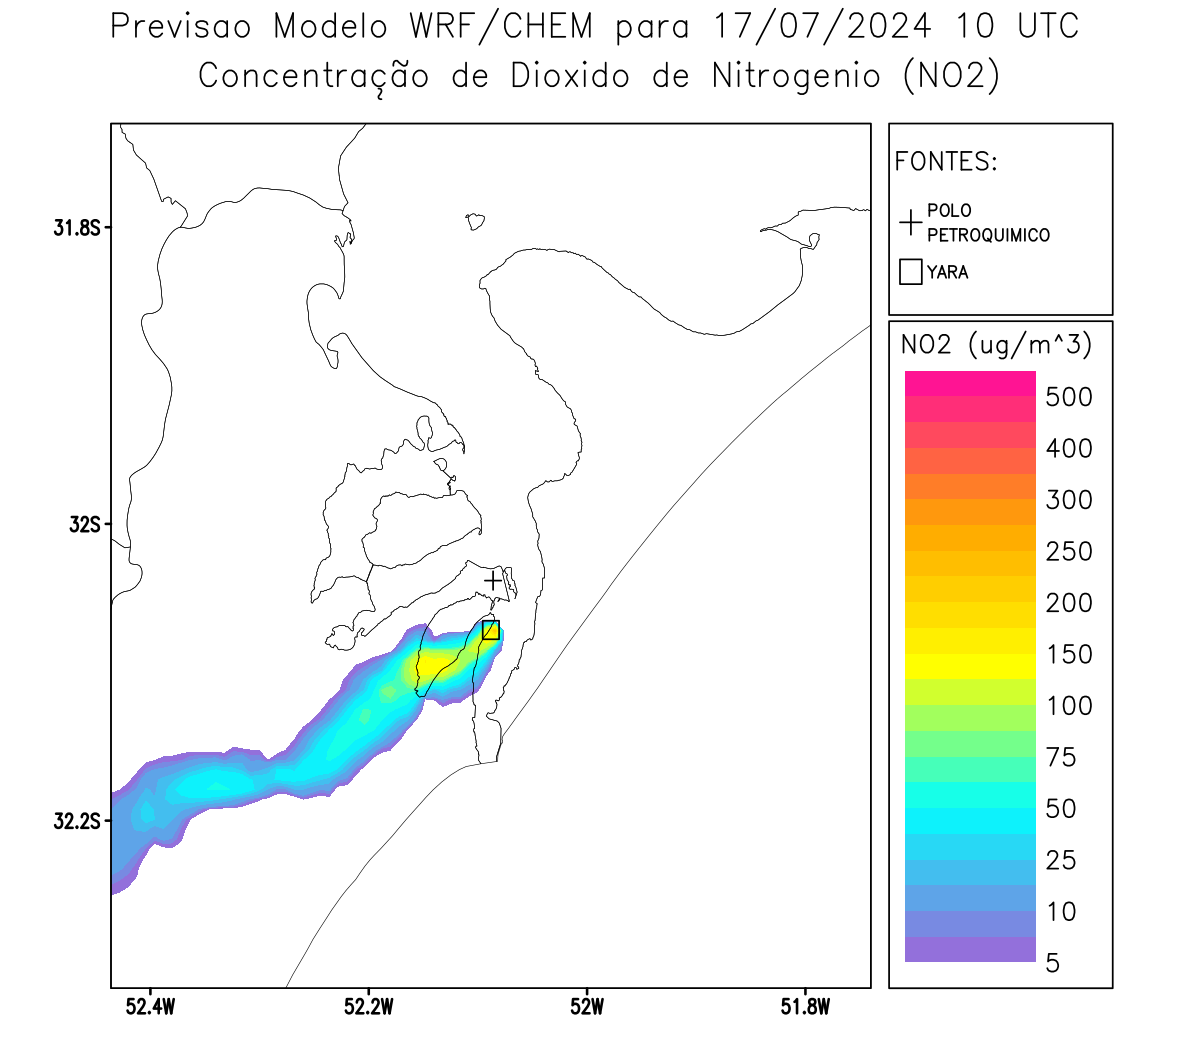 Previsao Modelo WRF/CHEM para 17/07/2024 10 UTC
Concentração de Dioxido de Nitrogenio (NO2)
FONTES:
POLO
PETROQUIMICO
YARA
NO2 (ug/m^3)
500
400
300
250
200
150
100
75
50
25
10
5
31.8S
32S
32.2S
52.4W
52.2W
52W
51.8W